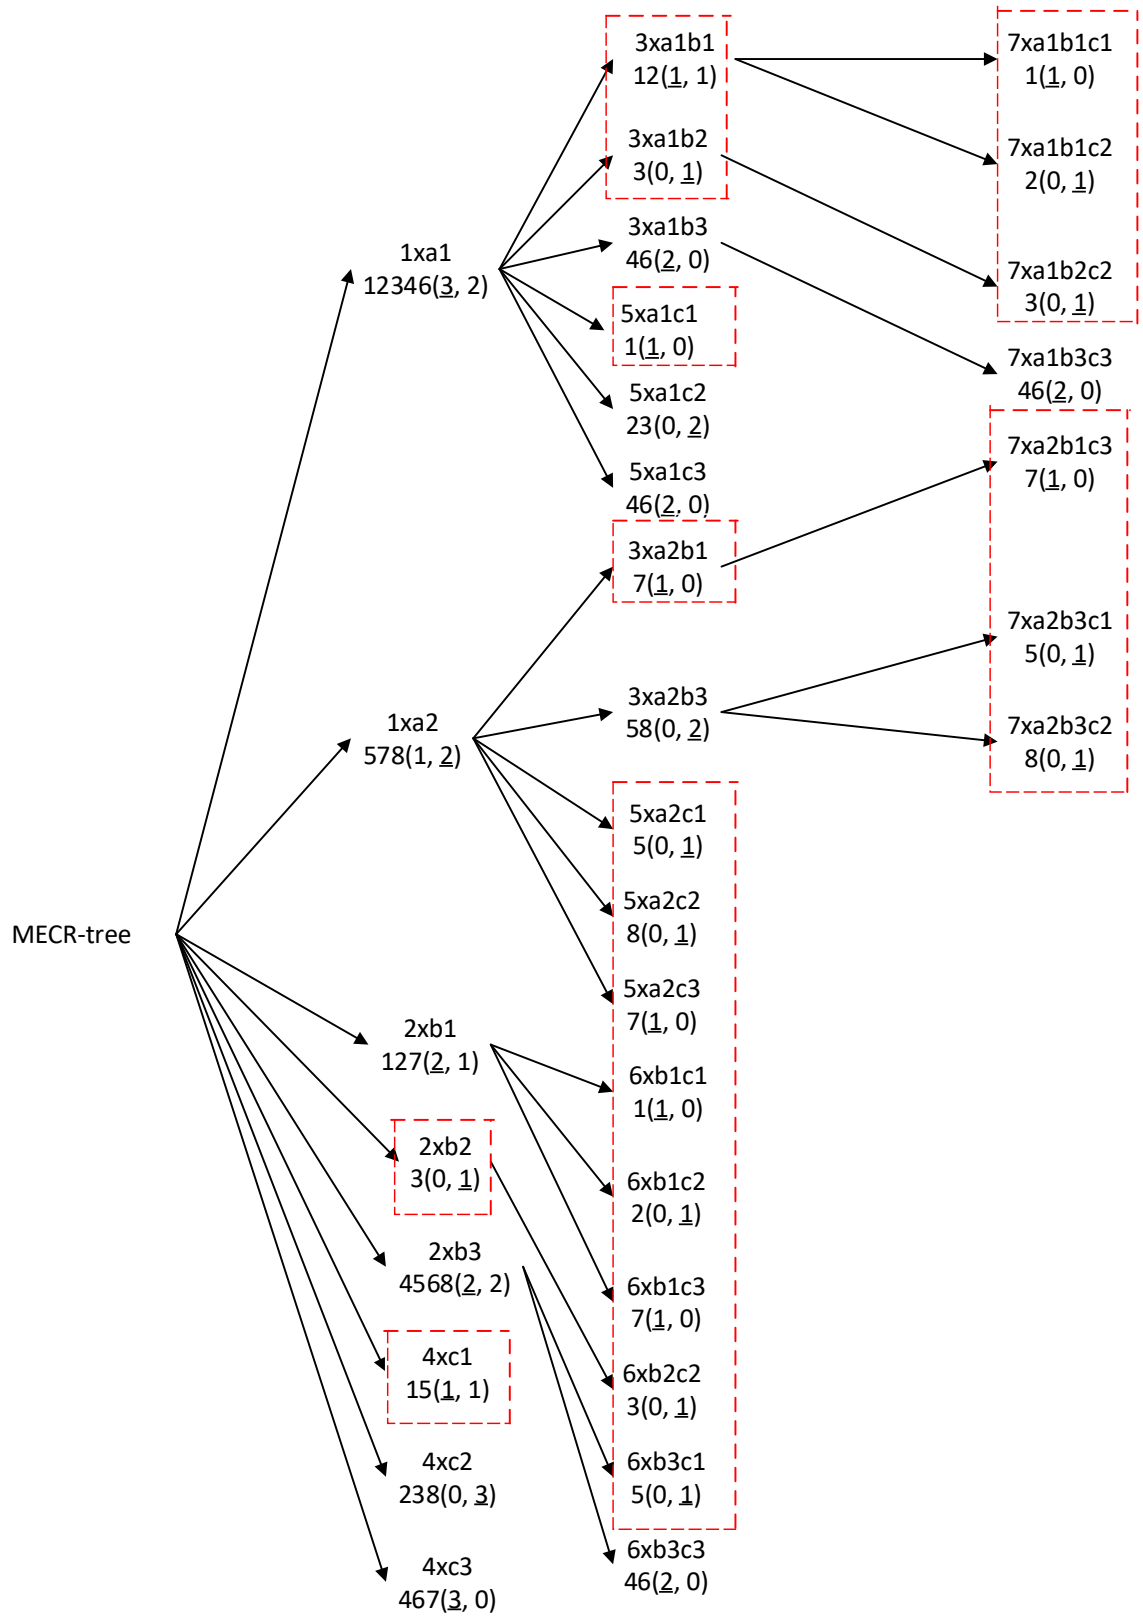 MECR-tree
1xa1
12346(3, 2)
1xa2
578(1, 2)
2xb1
127(2, 1)
2xb2
3(0, 1)
2xb3
4568(2, 2)
4xc1
15(1, 1)
4xc2
238(0, 3)
4xc3
467(3, 0)
3xa1b1
12(1, 1)
3xa1b2
3(0, 1)
3xa1b3
46(2, 0)
5xa1c1
1(1, 0)
5xa1c2
23(0, 2)
5xa1c3
46(2, 0)
3xa2b1
7(1, 0)
3xa2b3
58(0, 2)
5xa2c1
5(0, 1)
5xa2c2
8(0, 1)
5xa2c3
7(1, 0)
6xb1c1
1(1, 0)
6xb1c2
2(0, 1)
6xb1c3
7(1, 0)
6xb2c2
3(0, 1)
6xb3c1
5(0, 1)
6xb3c3
46(2, 0)
7xa1b1c1
1(1, 0)
7xa1b1c2
2(0, 1)
7xa1b2c2
3(0, 1)
7xa1b3c3
46(2, 0)
7xa2b1c3
7(1, 0)
7xa2b3c1
5(0, 1)
7xa2b3c2
8(0, 1)